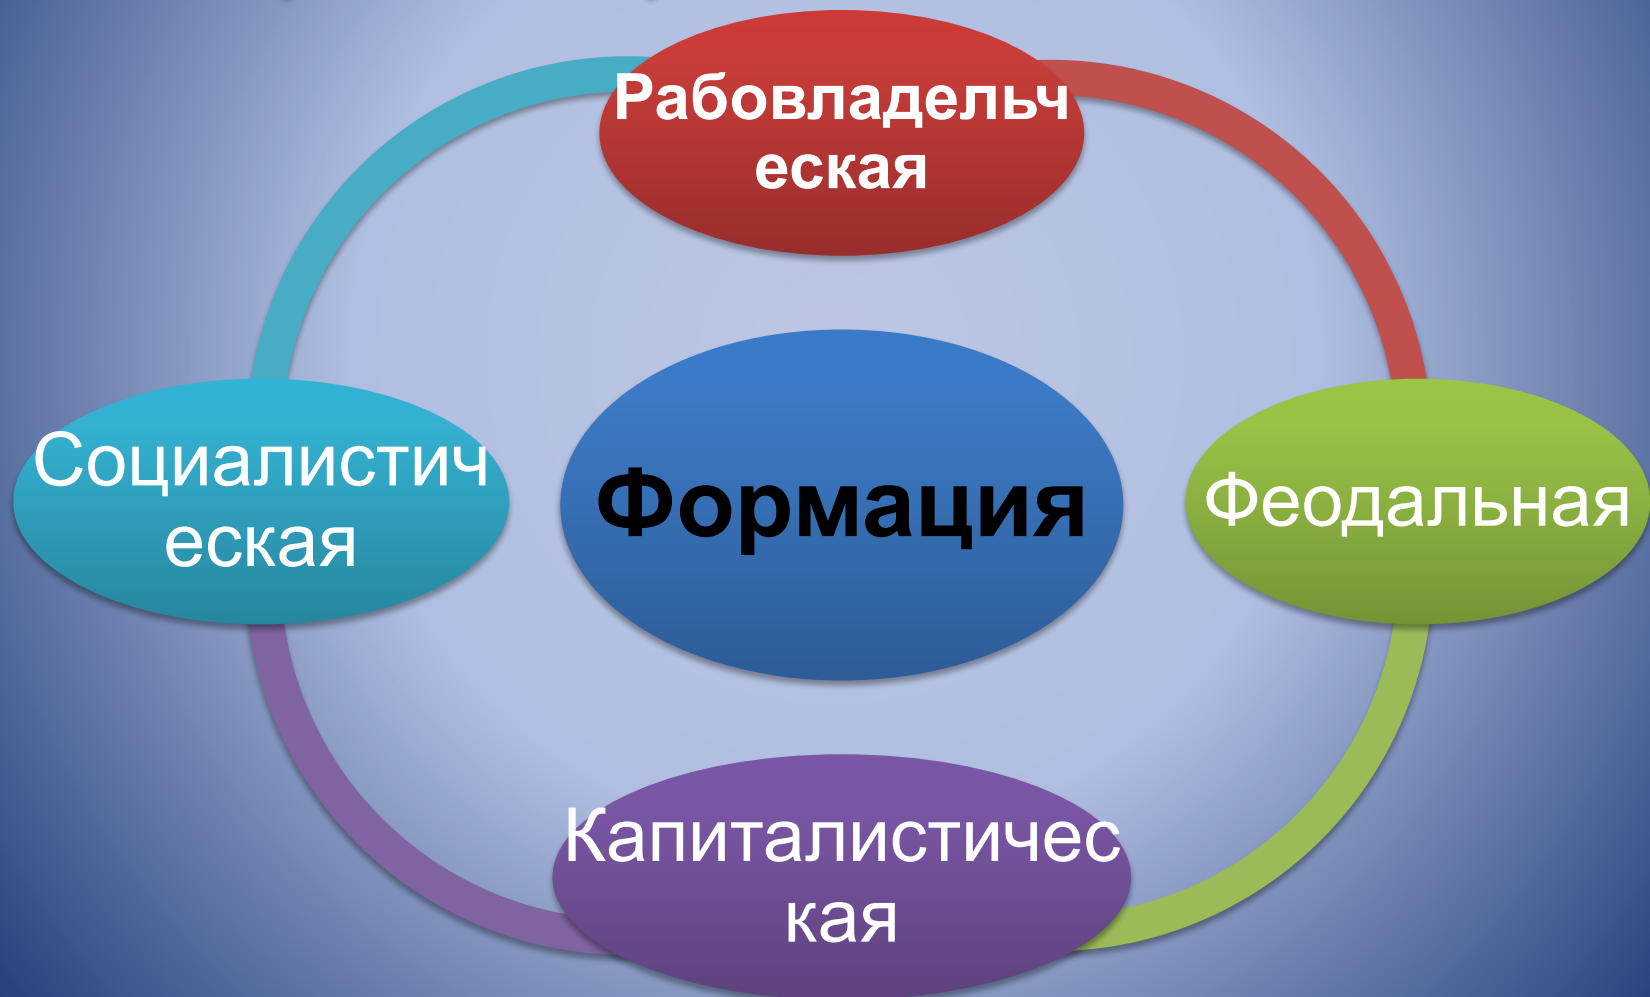 Рабовладельч
еская
Социалистич
еская
Формация
Феодальная
Капиталистичес
кая